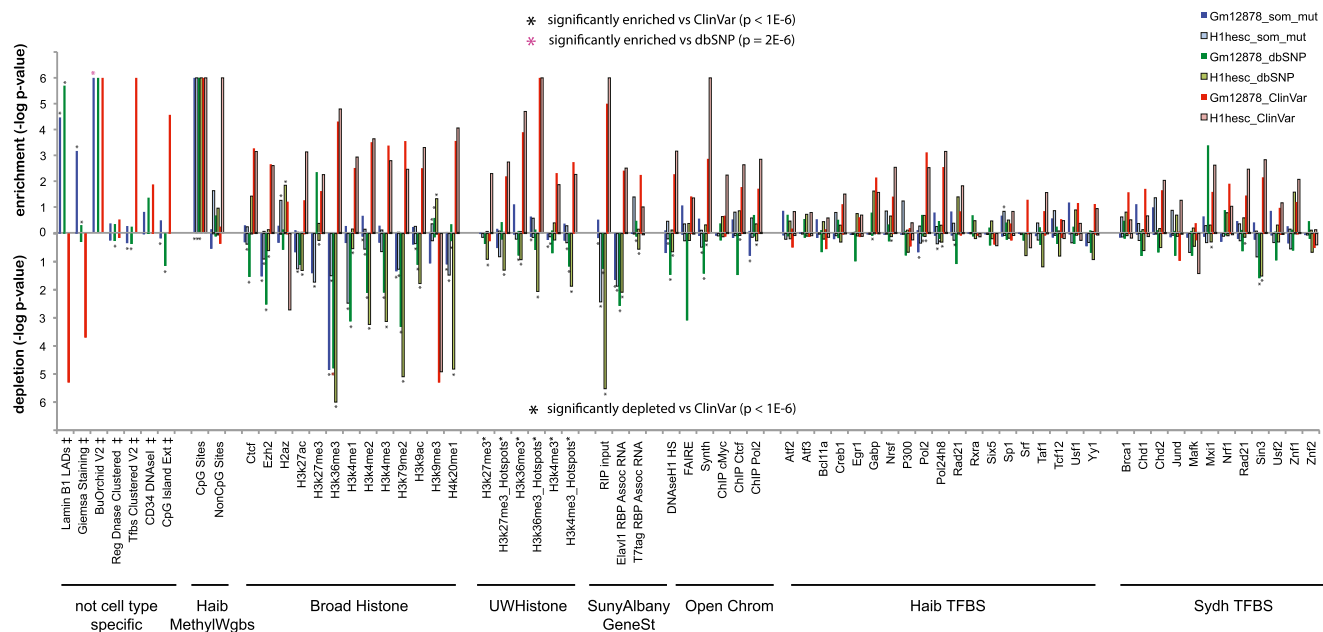 * significantly enriched vs ClinVar (p < 1E-6)
* significantly enriched vs dbSNP (p = 2E-6)
Gm12878_som_mut
H1hesc_som_mut
Gm12878_dbSNP
H1hesc_dbSNP
Gm12878_ClinVar
H1hesc_ClinVar
enrichment (-log p-value)
depletion (-log p-value)
6
5
4
3
2
1
0
1
2
3
4
5
6
0
* significantly depleted vs ClinVar (p < 1E-6)
Lamin B1 LADs ‡
Giemsa Staining ‡
BuOrchid V2 ‡
Reg Dnase Clustered ‡
Tfbs Clustered V2 ‡
CD34 DNAseI ‡
CpG Island Ext ‡
CpG Sites
NonCpG Sites
Ctcf
Ezh2
H2az
H3k27ac
H3k27me3
H3k36me3
H3k4me1
H3k4me2
H3k4me3
H3k79me2
H3k9ac
H3k9me3
H4k20me1
H3k27me3*
H3k27me3_Hotspots*
H3k36me3*
H3k36me3_Hotspots*
H3k4me3*
H3k4me3_Hotspots*
RIP input
Elavl1 RBP Assoc RNA
T7tag RBP Assoc RNA
DNAseH1 HS
FAIRE
Synth
ChIP cMyc
ChIP Ctcf
ChIP Pol2
Atf2
Atf3
Bcl11a
Creb1
Egr1
Gabp
Nrsf
P300
Pol2
Pol24h8
Rad21
Rxra
Six5
Sp1
Srf
Taf1
Tcf12
Usf1
Yy1
Brca1
Chd1
Chd2
Jund
Mafk
Mxi1
Nrf1
Rad21
Sin3
Usf2
Znf1
Znf2
not cell type
specific
Haib
MethylWgbs
Broad Histone
UWHistone
SunyAlbany
GeneSt
Open Chrom
Haib TFBS
Sydh TFBS